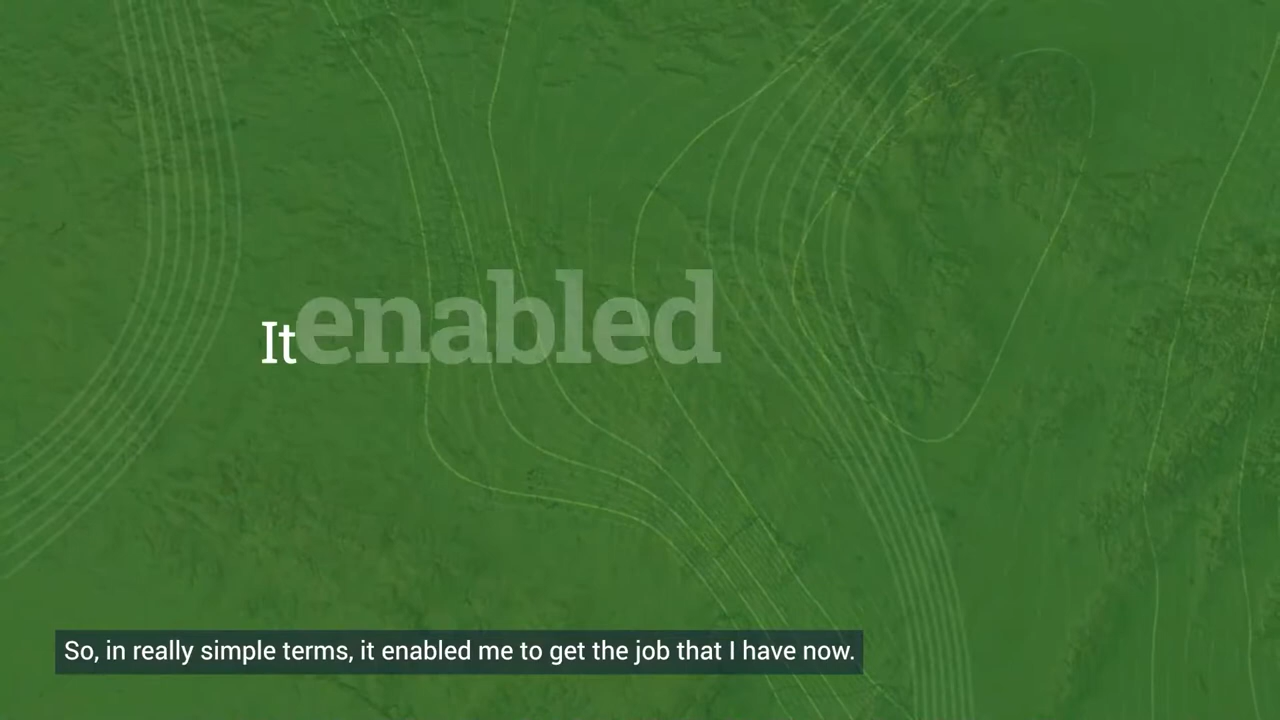 It enabled
So, in really simple terms, it enabled me to get the job that I have now.